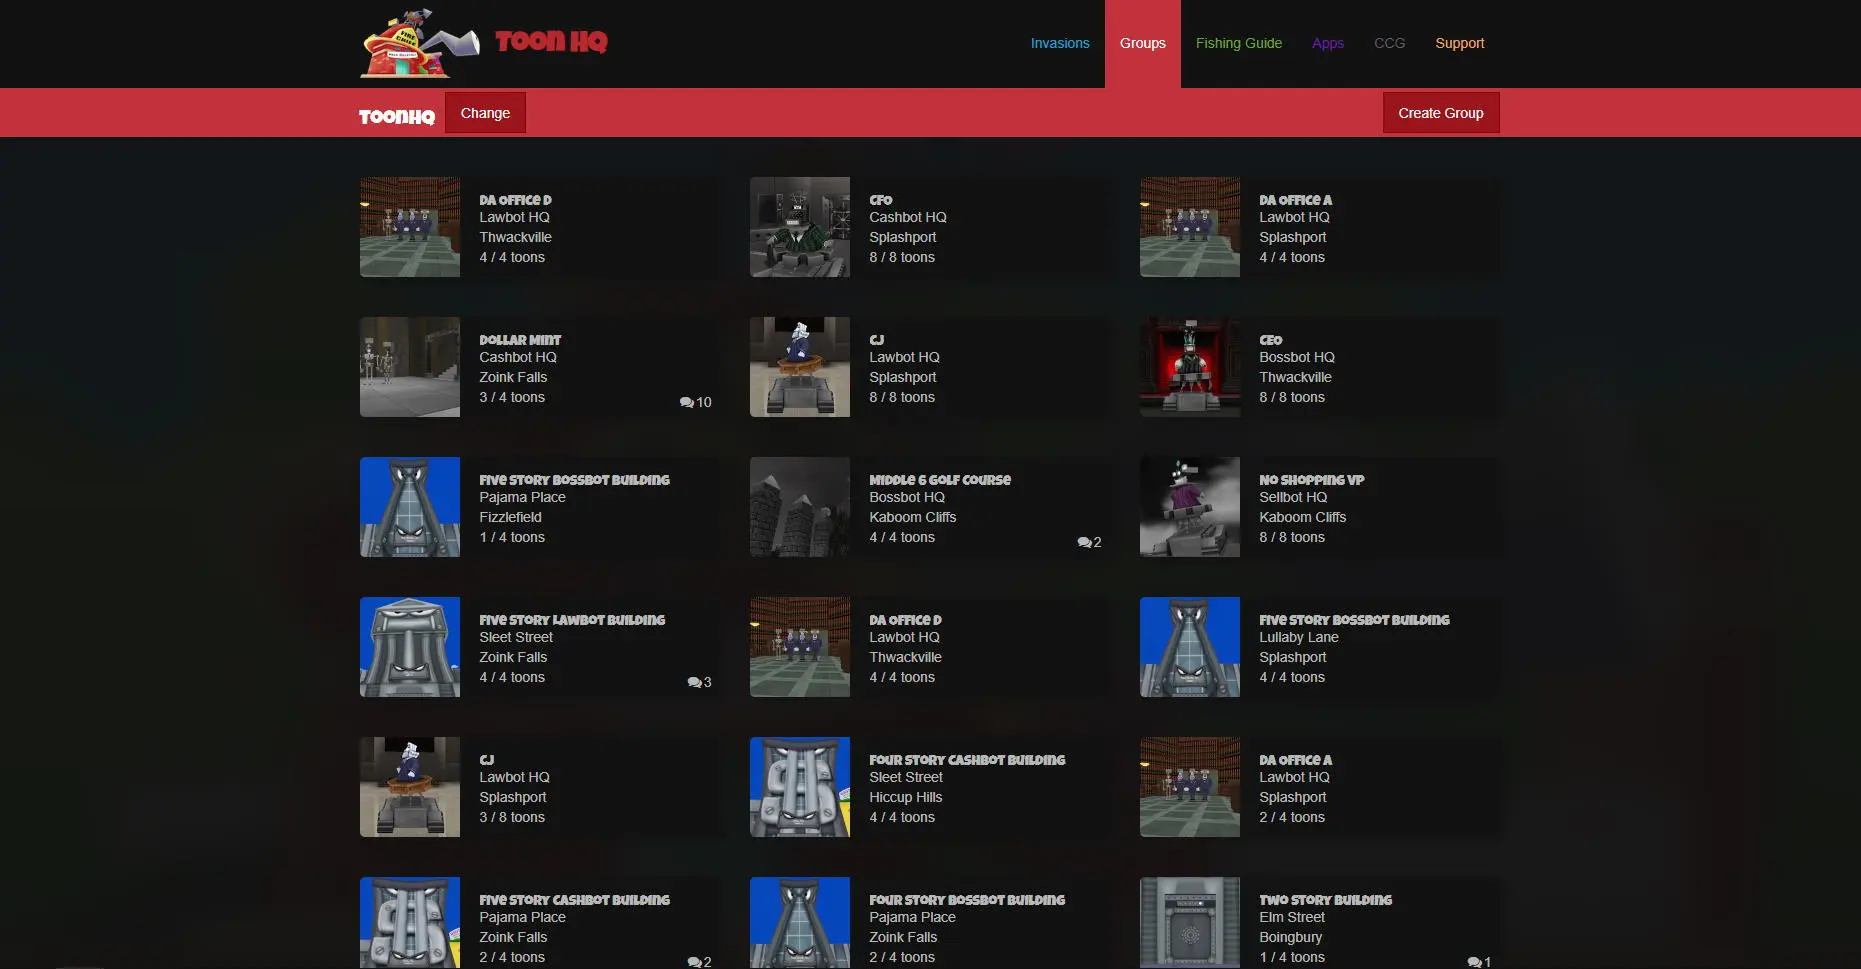 FIRE CHIEF
TOON HQ
Invasions
Groups
Fishing Guide
Apps
CCG
Support
TOONHQ
Change
Create Group
DA Office D
Lawbot HQ
Thwackville
4 / 4 toons
CFO
Cashbot HQ
Splashport
8 / 8 toons
DA Office A
Lawbot HQ
Splashport
4 / 4 toons
Dollar Mint
Cashbot HQ
Zoink Falls
3 / 4 toons
10
CJ
Lawbot HQ
Splashport
8 / 8 toons
CEO
Bossbot HQ
Thwackville
8 / 8 toons
Five Story Bossbot Building
Pajama Place
Fizzlefield
1 / 4 toons
Middle 6 Golf Course
Bossbot HQ
Kaboom Cliffs
4 / 4 toons
2
No Shopping VP
Sellbot HQ
Kaboom Cliffs
8 / 8 toons
Five Story Lawbot Building
Sleet Street
Zoink Falls
4 / 4 toons
3
DA Office D
Lawbot HQ
Thwackville
4 / 4 toons
Five Story Bossbot Building
Lullaby Lane
Splashport
4 / 4 toons
CJ
Lawbot HQ
Splashport
3 / 8 toons
Four Story Cashbot Building
Sleet Street
Hiccup Hills
4 / 4 toons
DA Office A
Lawbot HQ
Splashport
2 / 4 toons
Five Story Cashbot Building
Pajama Place
Zoink Falls
2 / 4 toons
2
Four Story Bossbot Building
Pajama Place
Zoink Falls
2 / 4 toons
Two Story Building
Elm Street
Boingbury
1 / 4 toons
1